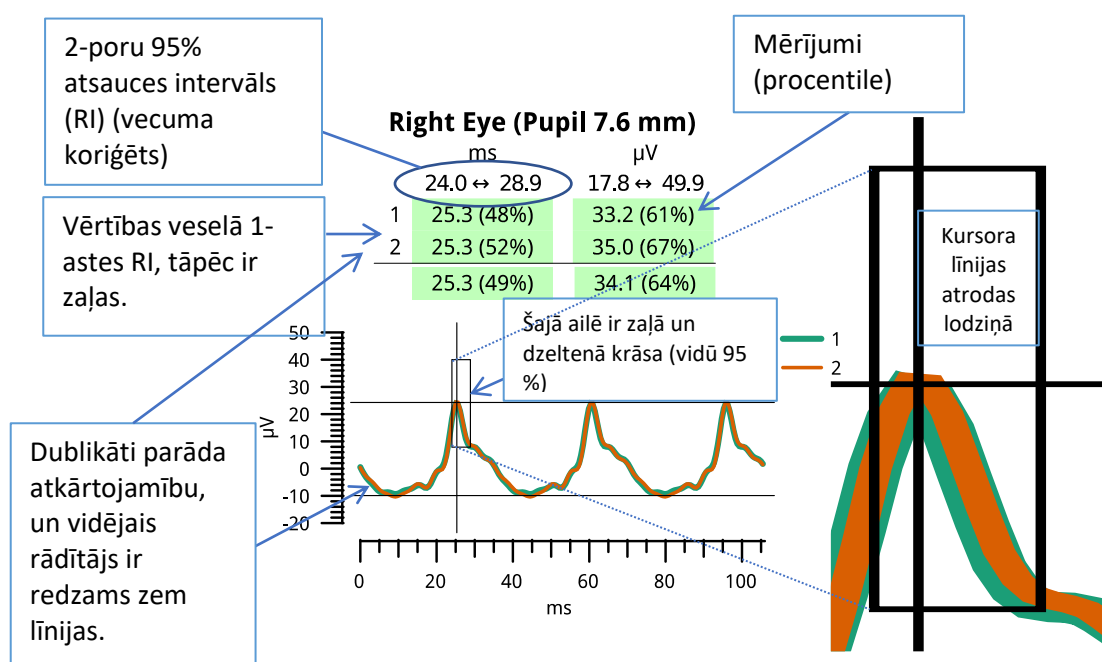 2-poru 95%
atsauces intervāls
(RI) (vecuma
koriģēts)
Mērījumi
(procentile)
Right Eye (Pupil 7.6 mm)
ms µV
24.0 ↔ 28.9 17.8 ↔ 49.9
1 25.3 (48%) 33.2 (61%)
2 25.3 (52%) 35.0 (67%)
25.3 (49%) 34.1 (64%)
Vērtības veselā 1-
astes RI, tāpēc ir
zaļas.
Kursora
līnijas
atrodas
lodziņā
Šajā ailē ir zaļā un
dzeltenā krāsa (vidū 95
%)
1
2
Dublikāti parāda
atkārtojamību,
un vidējais
rādītājs ir
redzams zem
līnijas.
50
40
30
20
10
0
-10
-20
µV
0 20 40 60 80 100
ms